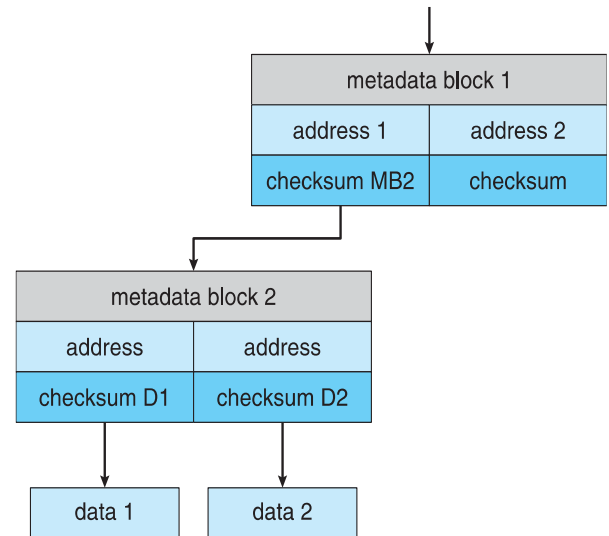 metadata block 1
address 1 address 2
checksum MB2 checksum
metadata block 2
address address
checksum D1 checksum D2
data 1 data 2